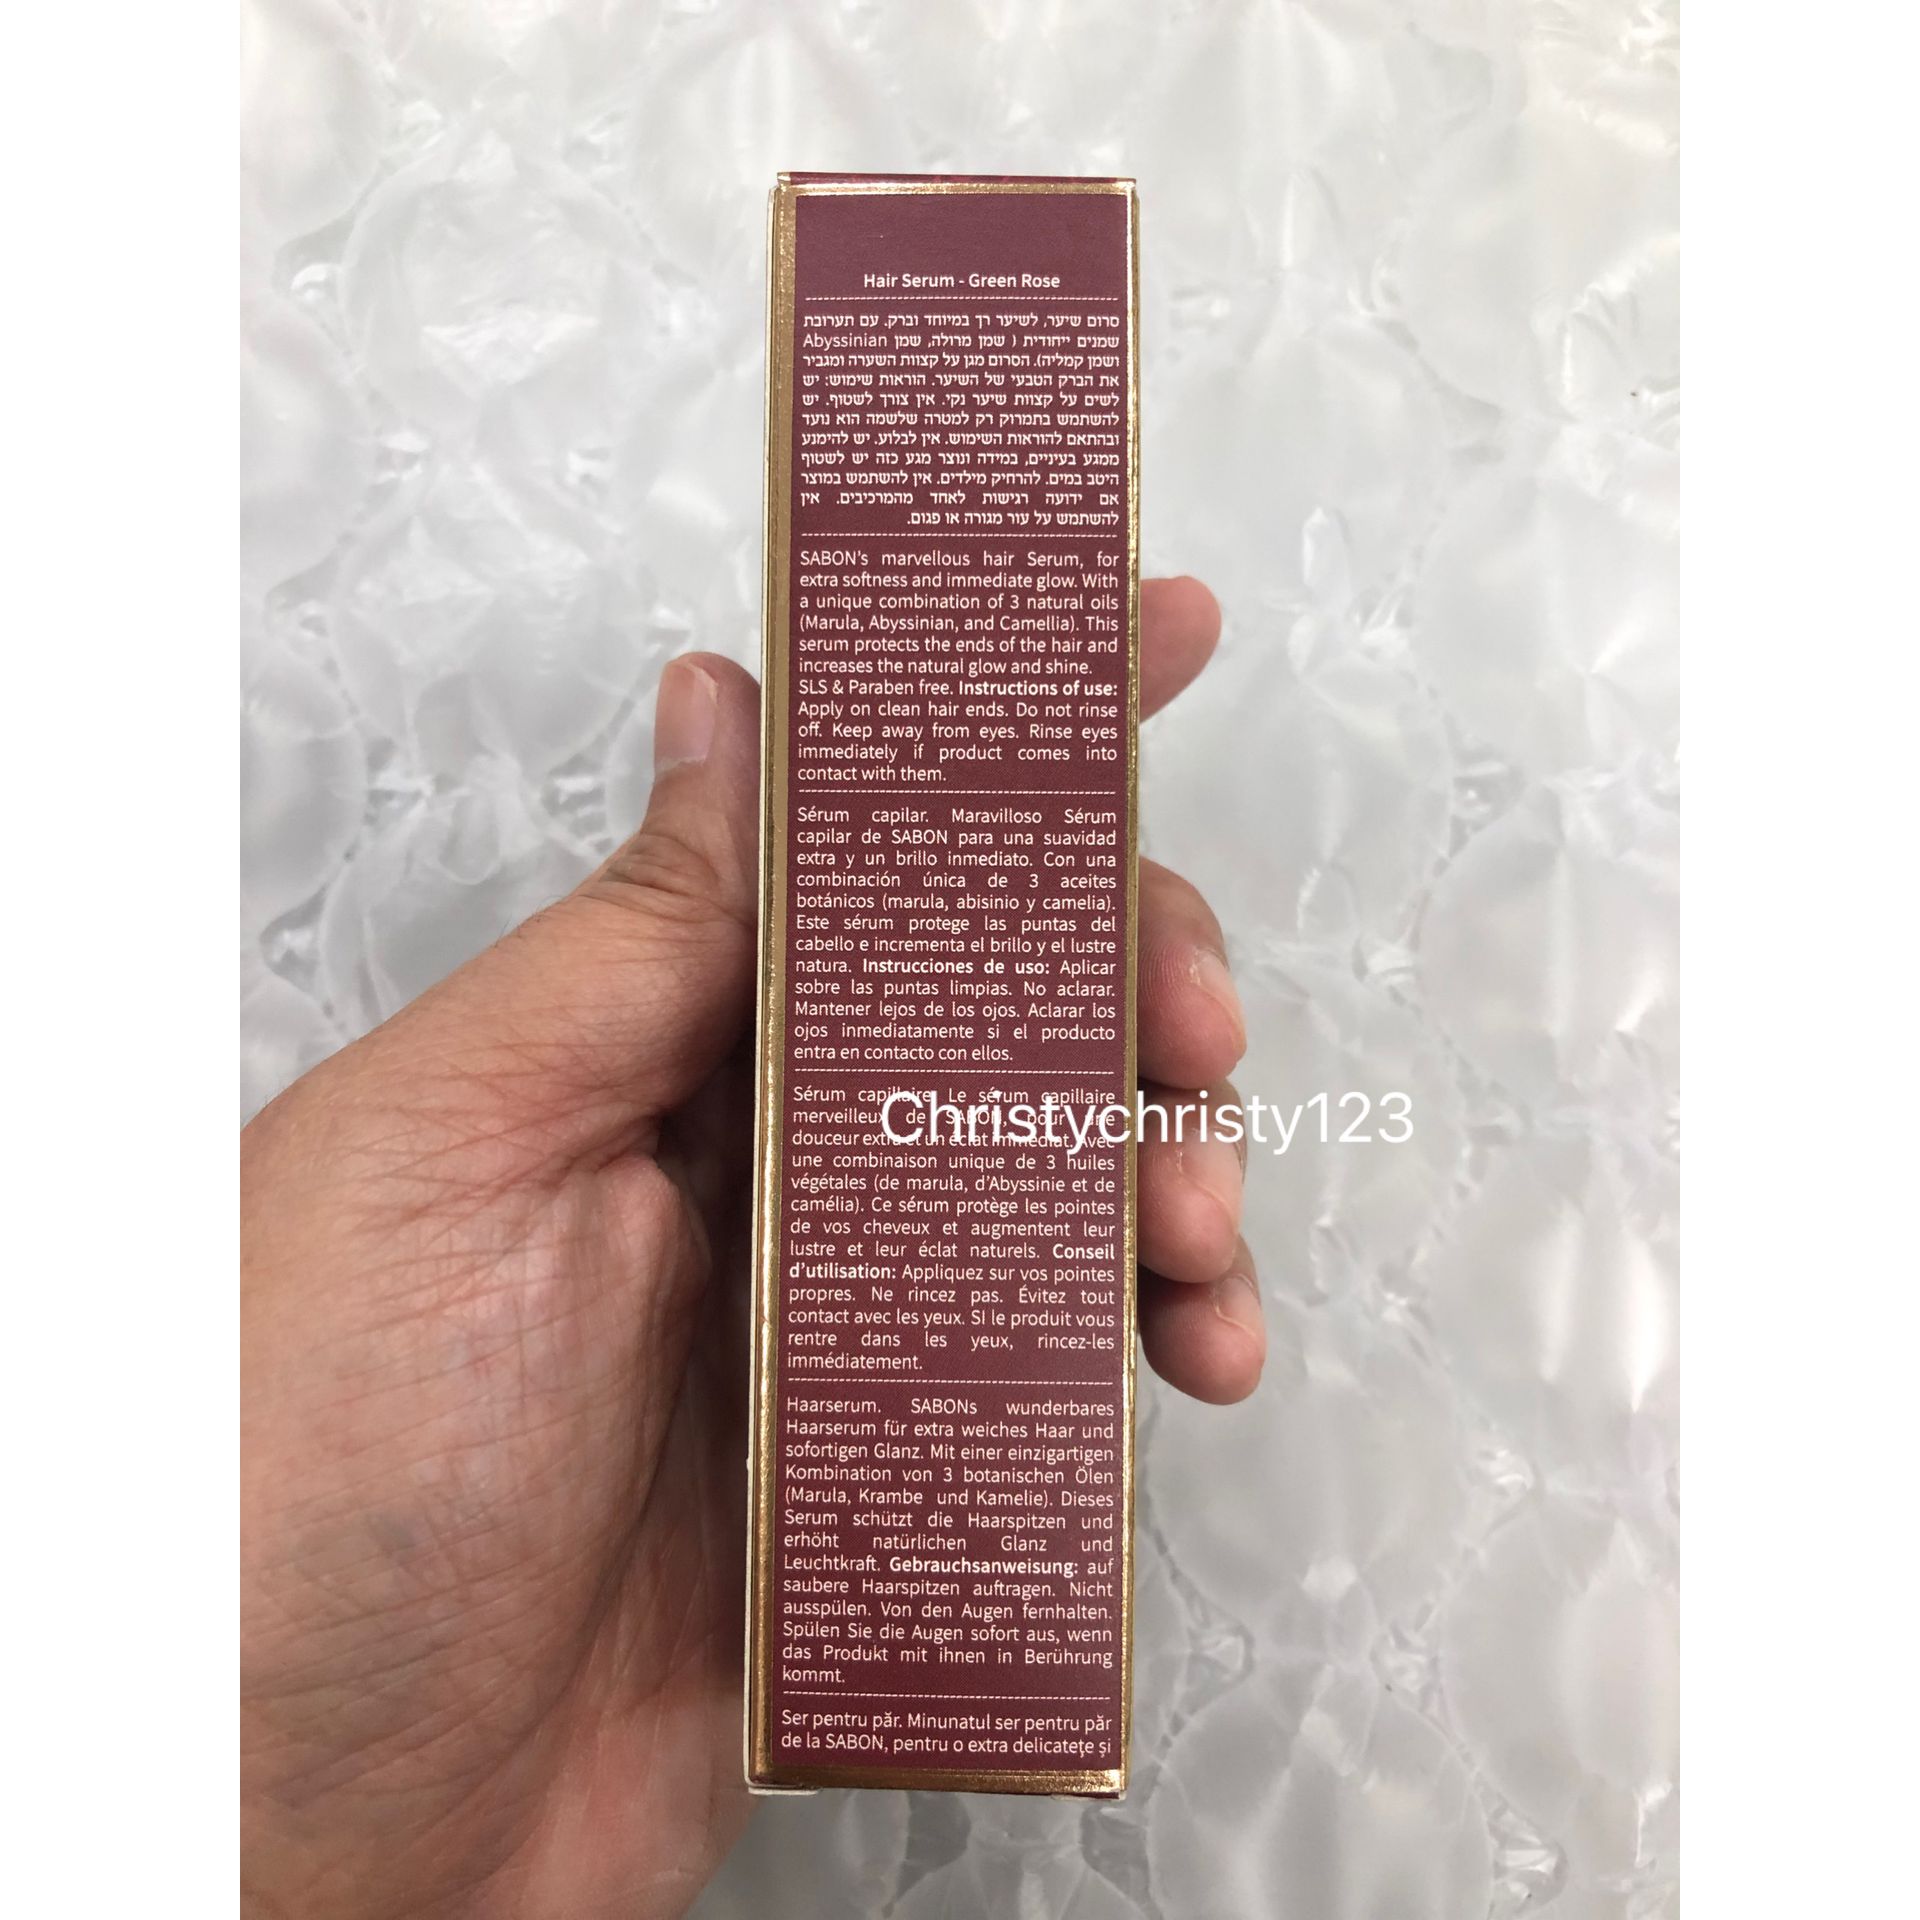 Hair Serum - Green Rose
סרום שיער, לשיער רך במיוחד וברק. עם תערובת
שמנים ייחודית ( שמן מרולה, שמן Abyssinian
ושמן קמליה). הסרום מגן על קצוות השערה ומגביר
את הברק הטבעי של השיער. הוראות שימוש: יש
לשים על קצוות שיער נקי. אין צורך לשטוף. יש
להשתמש בתמרוק רק למטרה שלשמה הוא נועד
ובהתאם להוראות השימוש. אין לבלוע. יש להימנע
ממגע בעיניים, במידה ונוצר מגע כזה יש לשטוף
היטב במים. להרחיק מילדים. אין להשתמש במוצר
אם ידועה רגישות לאחד מהמרכיבים. אין
להשתמש על עור מגורה או פגום.
SABON's marvellous hair Serum, for
extra softness and immediate glow. With
a unique combination of 3 natural oils
(Marula, Abyssinian, and Camellia). This
serum protects the ends of the hair and
increases the natural glow and shine.
SLS & Paraben free. Instructions of use:
Apply on clean hair ends. Do not rinse
off. Keep away from eyes. Rinse eyes
immediately if product comes into
contact with them.
Sérum capilar. Maravilloso Sérum
capilar de SABON para una suavidad
extra y un brillo inmediato. Con una
combinación única de 3 aceites
botánicos (marula, abisinio y camelia).
Este sérum protege las puntas del
cabello e incrementa el brillo y el lustre
natura. Instrucciones de uso: Aplicar
sobre las puntas limpias. No aclarar.
Mantener lejos de los ojos. Aclarar los
ojos inmediatamente si el producto
entra en contacto con ellos.
Sérum capillaire. Le sérum capillaire
merveilleux de SABON, pour une
douceur extra et un éclat immédiat. Avec
une combinaison unique de 3 huiles
végétales (de marula, d'Abyssinie et de
camélia). Ce sérum protège les pointes
de vos cheveux et augmentent leur
lustre et leur éclat naturels. Conseil
d'utilisation: Appliquez sur vos pointes
propres. Ne rincez pas. Évitez tout
contact avec les yeux. SI le produit vous
rentre dans les yeux, rincez-les
immédiatement.
Christychristy123
Haarserum. SABONs wunderbares
Haarserum für extra weiches Haar und
sofortigen Glanz. Mit einer einzigartigen
Kombination von 3 botanischen Ölen
(Marula, Krambe und Kamelie). Dieses
Serum schützt die Haarspitzen und
erhöht natürlichen Glanz und
Leuchtkraft. Gebrauchsanweisung: auf
saubere Haarspitzen auftragen. Nicht
ausspülen. Von den Augen fernhalten.
Spülen Sie die Augen sofort aus, wenn
das Produkt mit ihnen in Berührung
kommt.
Ser pentru păr. Minunatul ser pentru păr
de la SABON, pentru o extra delicatețe și